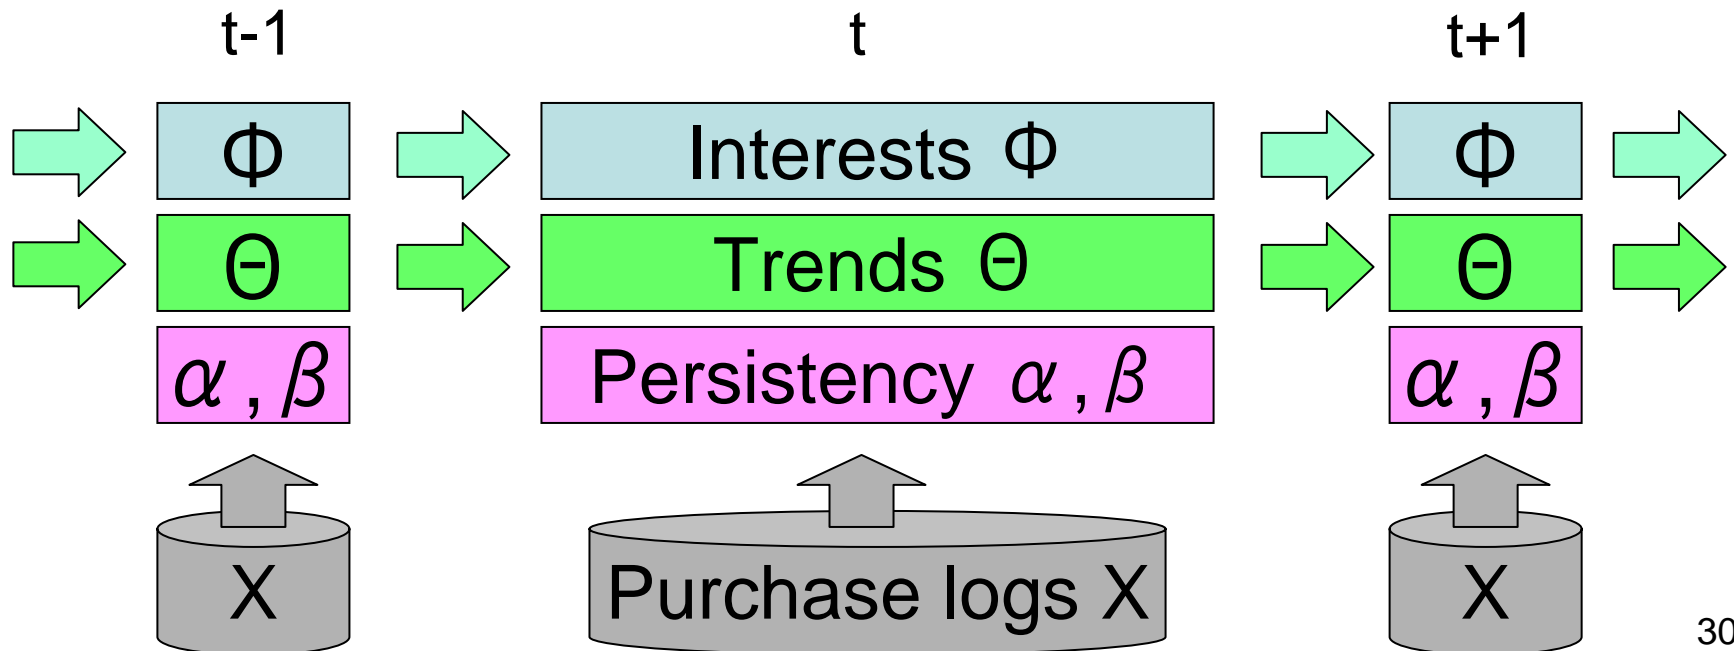 t-1 t t+1
Φ Interests Φ Φ
Θ Trends Θ Θ
α , β Persistency α , β α , β
X Purchase logs X X
30